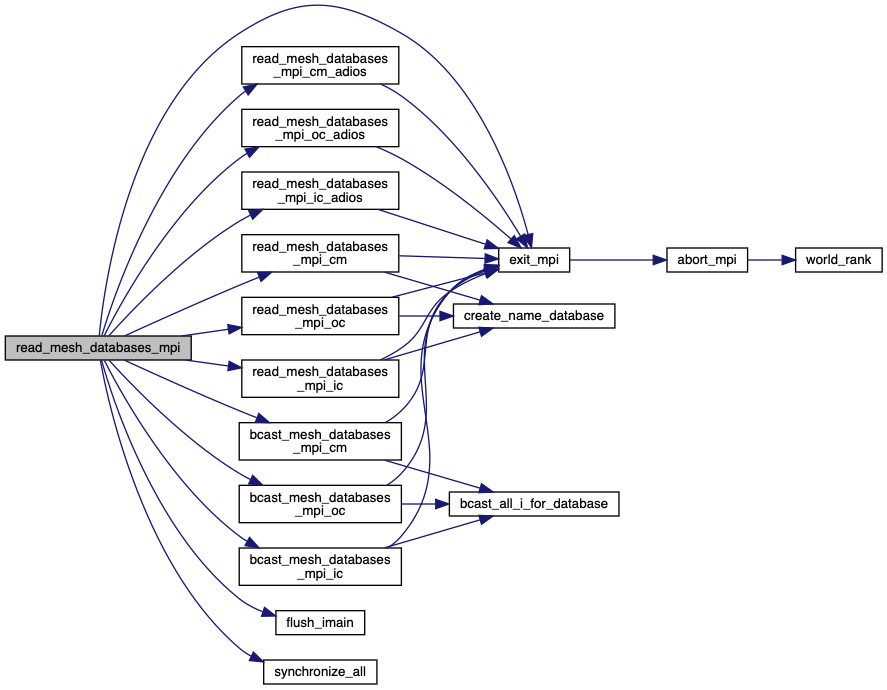 read_mesh_databases_mpi
read_mesh_databases
_mpi_cm_adios
read_mesh_databases
_mpi_oc_adios
read_mesh_databases
_mpi_ic_adios
read_mesh_databases
_mpi_cm
read_mesh_databases
_mpi_oc
read_mesh_databases
_mpi_ic
bcast_mesh_databases
_mpi_cm
bcast_mesh_databases
_mpi_oc
bcast_mesh_databases
_mpi_ic
flush_imain
synchronize_all
exit_mpi
create_name_database
bcast_all_i_for_database
abort_mpi
world_rank